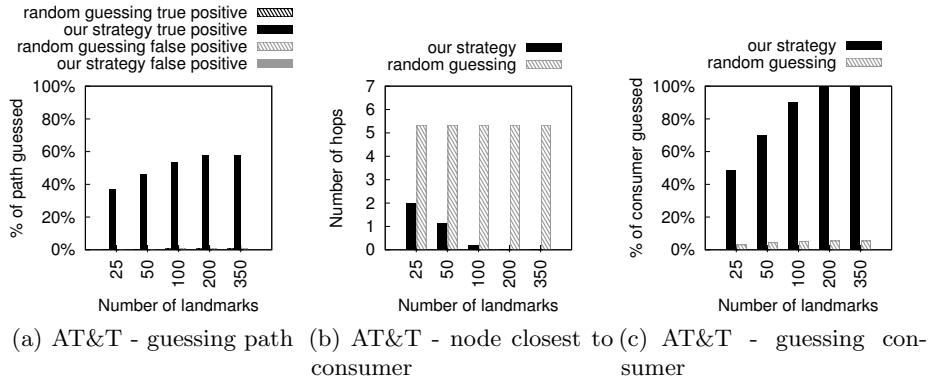 random guessing true positive
our strategy true positive
random guessing false positive
our strategy false positive
100%
80%
60%
40%
20%
0%
% of path guessed
25
50
100
200
350
Number of landmarks
(a) AT&T - guessing path
our strategy
random guessing
7
6
5
4
3
2
1
0
Number of hops
25
50
100
200
350
Number of landmarks
(b) AT&T - node closest to
consumer
our strategy
random guessing
100%
80%
60%
40%
20%
0%
% of consumer guessed
25
50
100
200
350
Number of landmarks
(c) AT&T - guessing con-
sumer